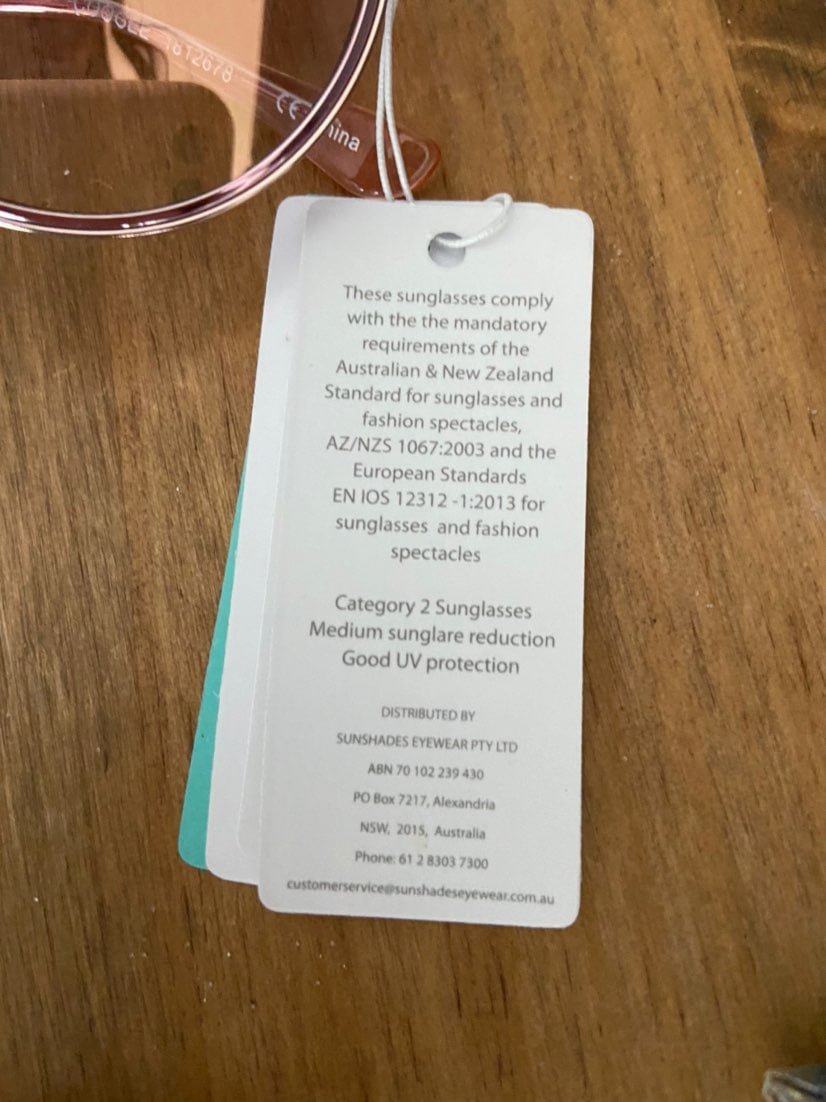 1612678
CE
These sunglasses comply
with the the mandatory
requirements of the
Australian & New Zealand
Standard for sunglasses and
fashion spectacles,
AZ/NZS 1067:2003 and the
European Standards
EN IOS 12312 -1:2013 for
sunglasses and fashion
spectacles
Category 2 Sunglasses
Medium sunglare reduction
Good UV protection
DISTRIBUTED BY
SUNSHADES EYEWEAR PTY LTD
ABN 70 102 239 430
PO Box 7217, Alexandria
NSW, 2015, Australia
Phone: 61 2 8303 7300
customerservice@sunshadeseyewear.com.au